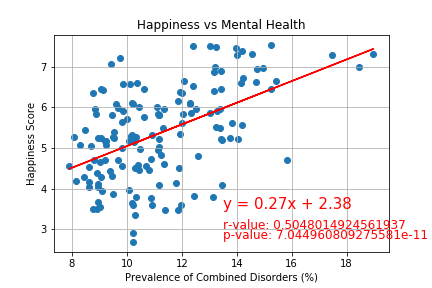 Happiness vs Mental Health
7
6
5
4
3
Happiness Score
y = 0.27x + 2.38
r-value: 0.5048014924561937
p-value: 7.044960809275581e-11
8 10 12 14 16 18
Prevalence of Combined Disorders (%)